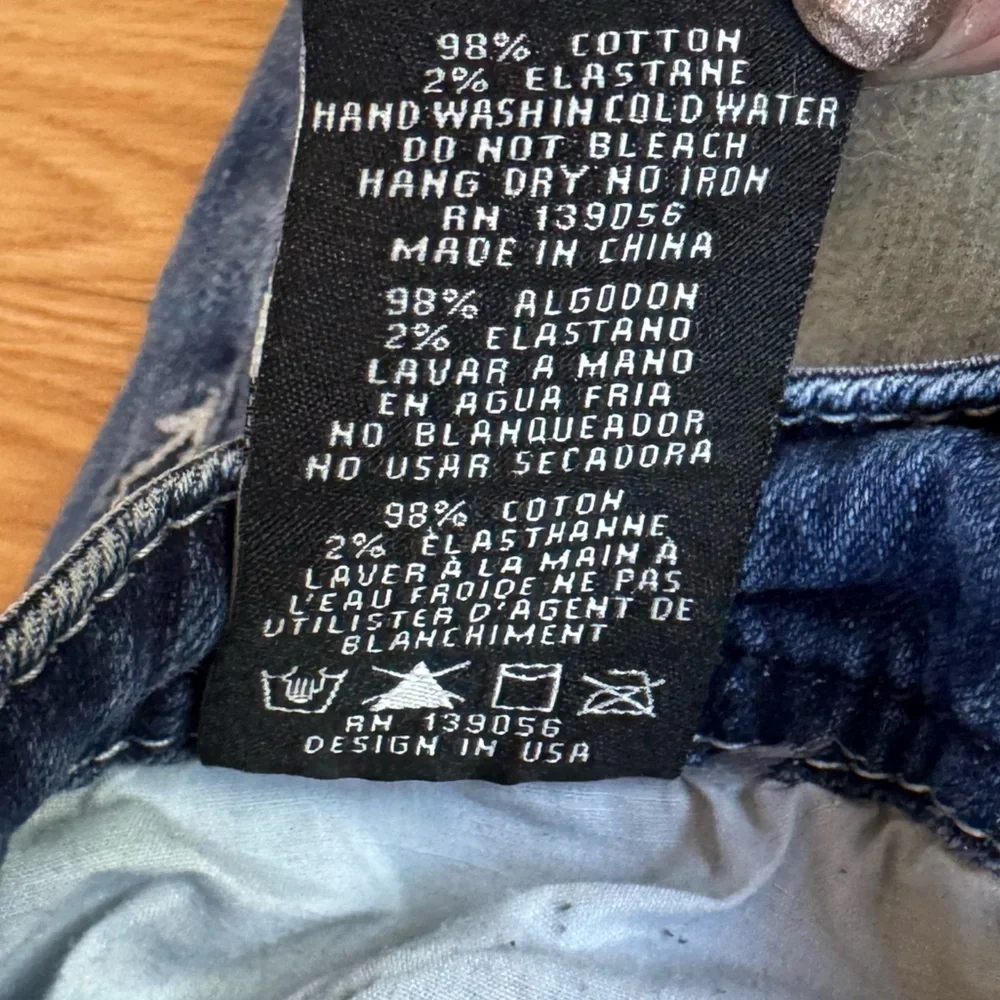 98% COTTON
2% ELASTANE
HAND WASH IN COLD WATER
DO NOT BLEACH
HANG DRY NO IRON
RN 139056
MADE IN CHINA
98% ALGODON
2% ELASTANO
LAVAR A MANO
EN AGUA FRIA
NO BLANQUEADOR
NO USAR SECADORA
98% COTON
2% ÉLASTHANNE
LAVER À LA MAIN À
L'EAU FROIDE NE PAS
UTILISTER D'AGENT DE
BLANCHIMENT
RN 139056
DESIGN IN USA